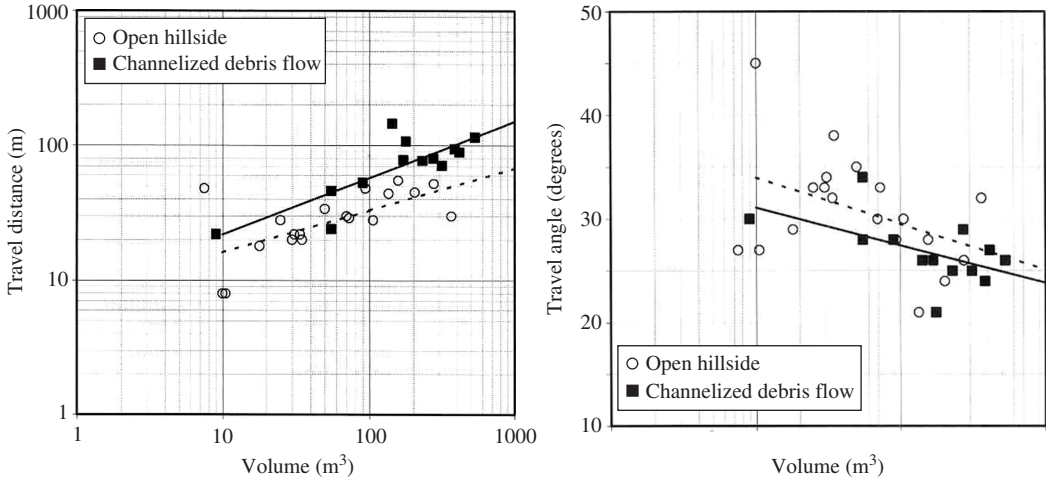 1000
100
10
1
Travel distance (m)
Open hillside
Channelized debris flow
1
10
100
1000
Volume (m³)
50
40
30
20
10
Travel angle (degrees)
Open hillside
Channelized debris flow
Volume (m³)